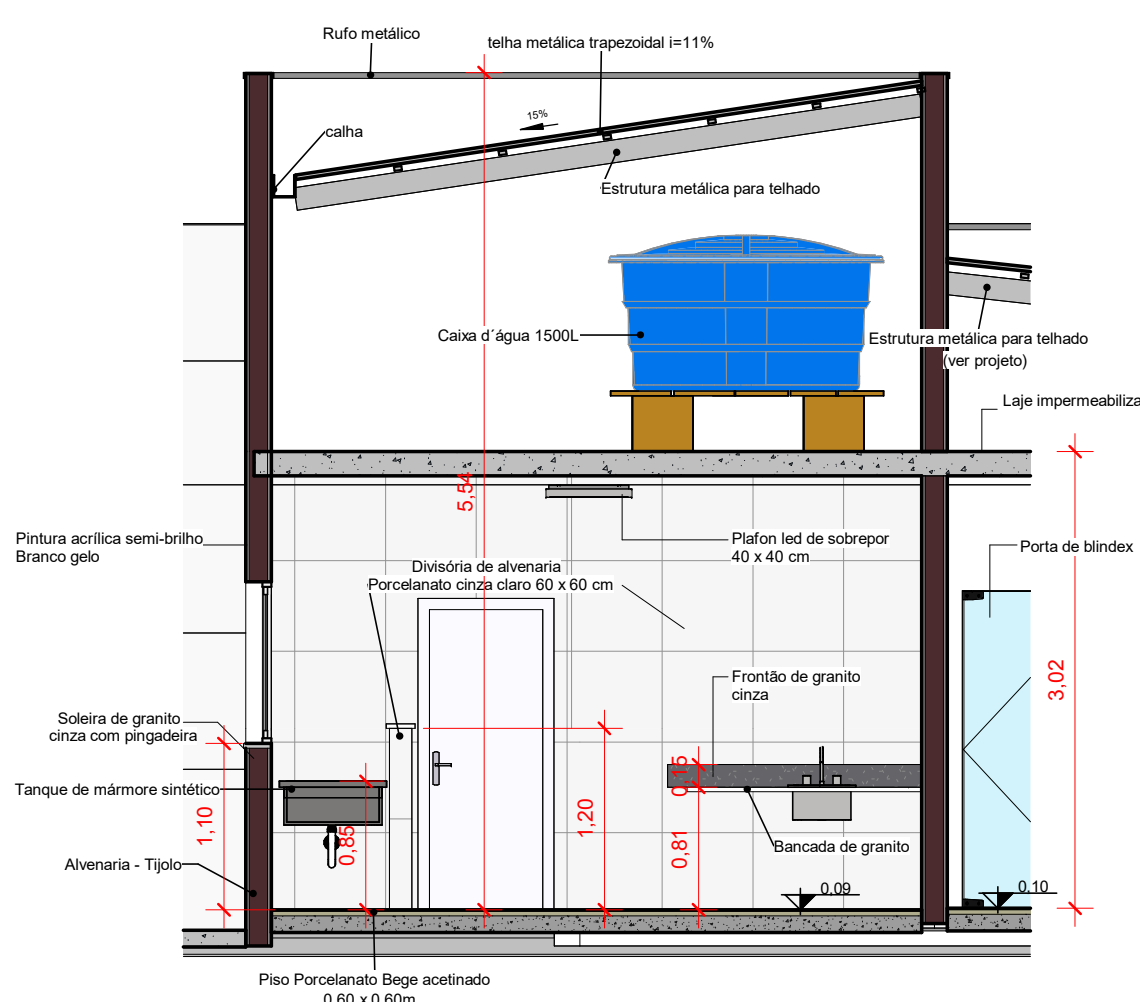 Rufo metálico
telha metálica trapezoidal i=11%
15%
calha
Estrutura metálica para telhado
Caixa d´água 1500L
Estrutura metálica para telhado
(ver projeto)
Laje impermeabiliza
5,54
3,02
Pintura acrílica semi-brilho
Branco gelo
Plafon led de sobrepor
40 x 40 cm
Porta de blindex
Divisória de alvenaria
Porcelanato cinza claro 60 x 60 cm
Frontão de granito
cinza
Soleira de granito
cinza com pingadeira
Tanque de mármore sintético
1,10
0,85
1,20
0,15
0,81
Bancada de granito
Alvenaria - Tijolo
0,09
0,10
Piso Porcelanato Bege acetinado
0,60 x 0,60m